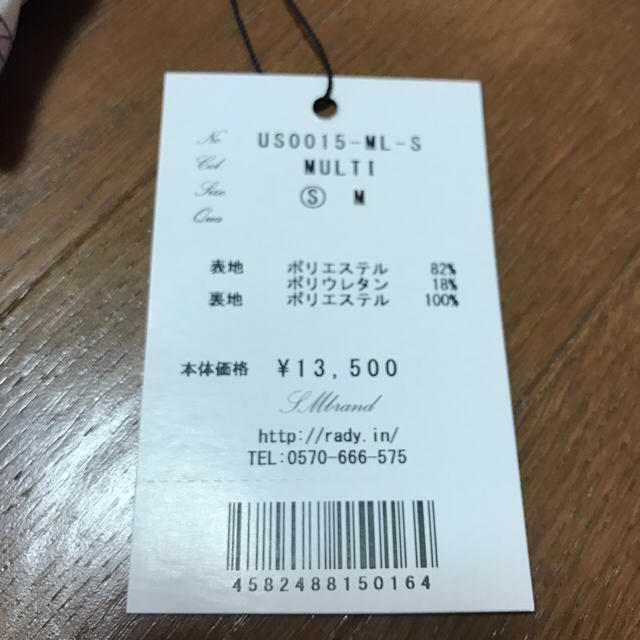 No US0015-ML-S
Col MULTI
Size Ⓢ M
Qua
表地 ポリエステル 82%
ポリウレタン 18%
裏地 ポリエステル 100%
本体価格 ¥13,500
SMbrand
http://rady.in/
TEL:0570-666-575
4582488150164